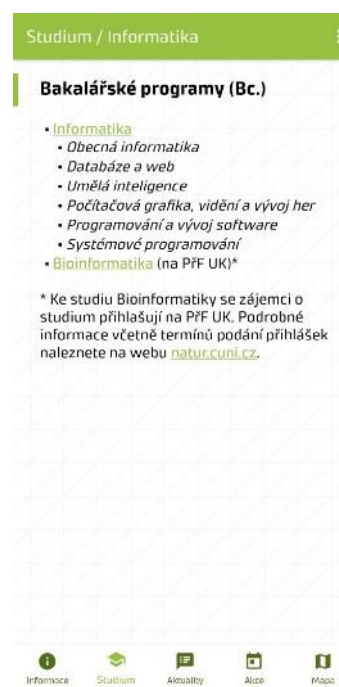 Studium / Informatika
Bakalářské programy (Bc.)
• Informatika
• Obecná informatika
• Databáze a web
• Umělá inteligence
• Počítačová grafika, vidění a vývoj her
• Programování a vývoj software
• Systémové programování
• Bioinformatika (na PřF UK)*
* Ke studiu Bioinformatiky se zájemci o
studium přihlašují na PřF UK. Podrobné
informace včetně termínů podání přihlášek
naleznete na webu natur.cuni.cz.
Informace Studium Aktuality Akce Mapa